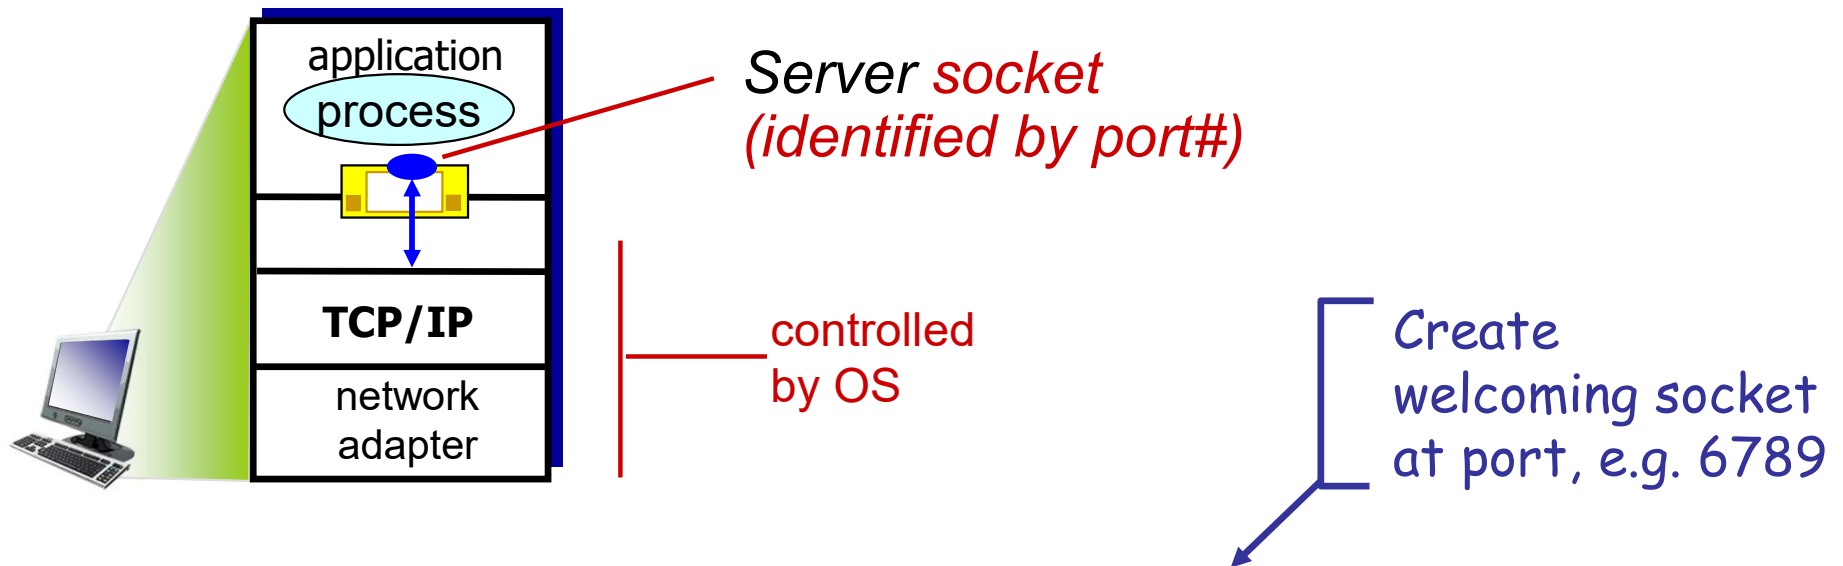 application
process
Server socket
(identified by port#)
TCP/IP
controlled
by OS
network
adapter
Create
welcoming socket
at port, e.g. 6789